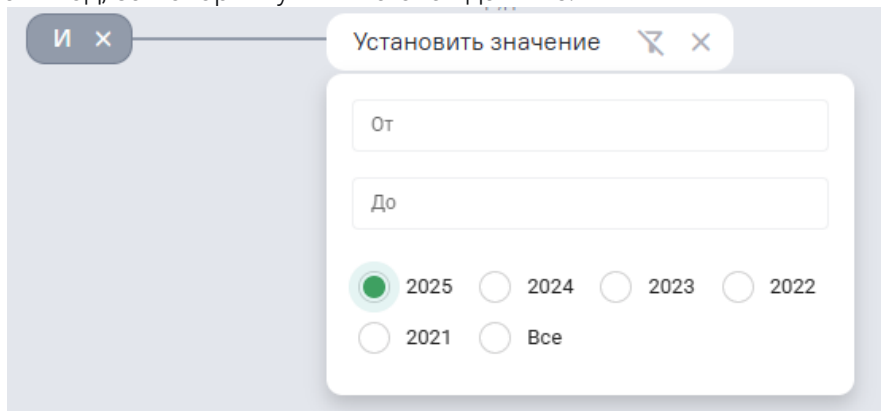 И ×
Установить значение ×
От
До
2025 2024 2023 2022
2021 Все